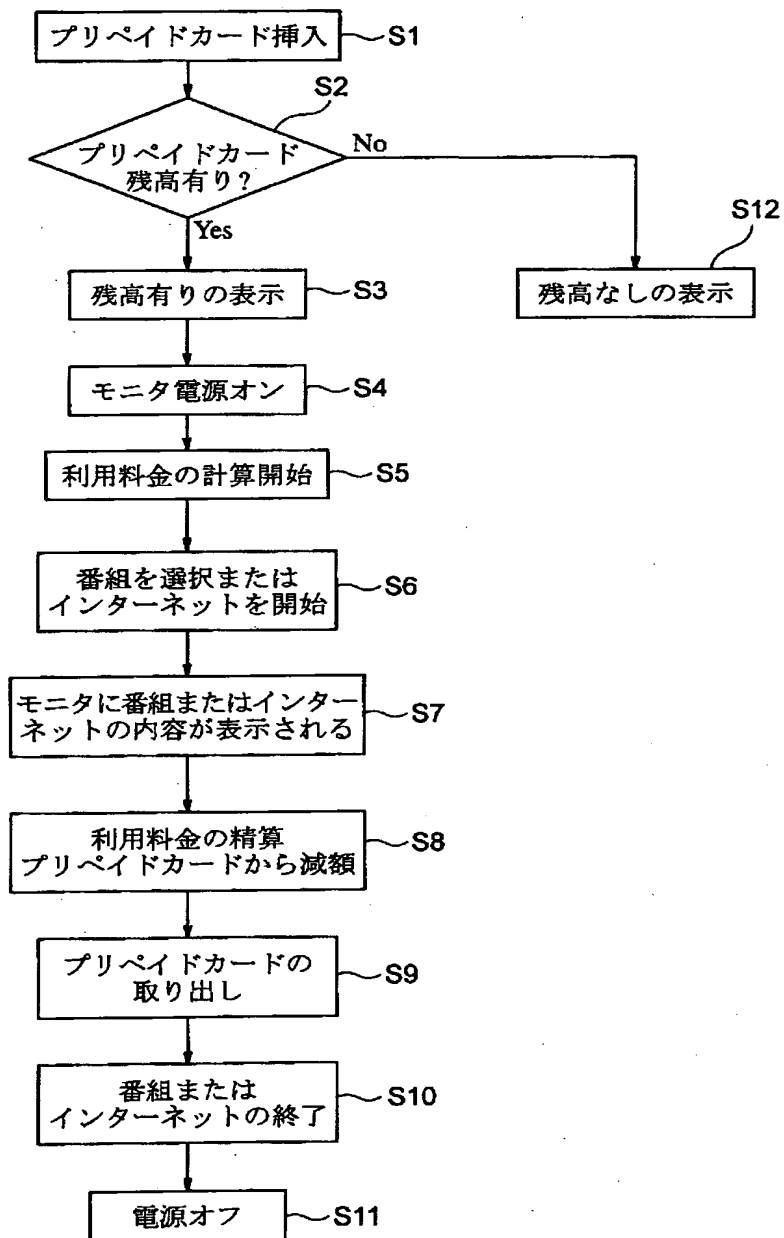 プリペイドカード挿入
S1
S2
プリペイドカード
残高有り?
No
Yes
S12
残高なしの表示
残高有りの表示
S3
モニタ電源オン
S4
利用料金の計算開始
S5
番組を選択または
インターネットを開始
S6
モニタに番組またはインター
ネットの内容が表示される
S7
利用料金の精算
プリペイドカードから減額
S8
プリペイドカードの
取り出し
S9
番組または
インターネットの終了
S10
電源オフ
S11